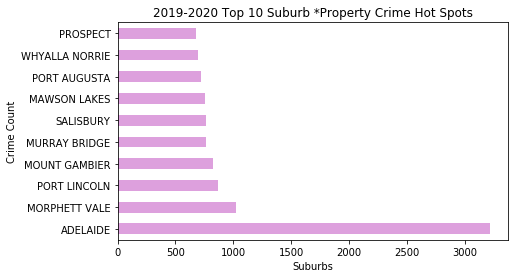 2019-2020 Top 10 Suburb *Property Crime Hot Spots
PROSPECT
WHYALLA NORRIE
PORT AUGUSTA
MAWSON LAKES
SALISBURY
MURRAY BRIDGE
MOUNT GAMBIER
PORT LINCOLN
MORPHETT VALE
ADELAIDE
Crime Count
0 500 1000 1500 2000 2500 3000
Suburbs